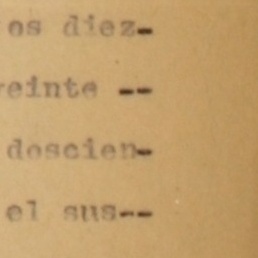 os diez-
veinte --
doscien-
el sus--